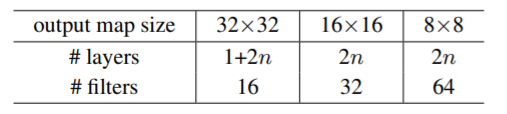 output map size 32×32 16×16 8×8
# layers 1+2n 2n 2n
# filters 16 32 64